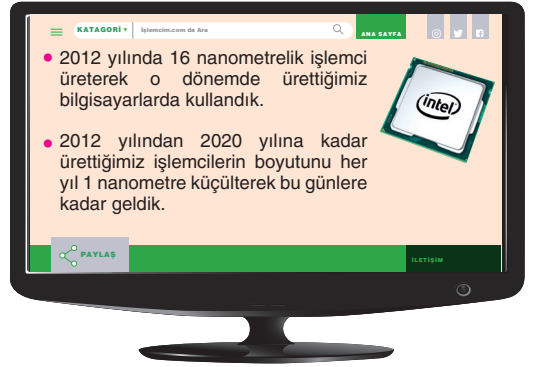 KATAGORİ ▾ İşlemcim.com da Ara ANA SAYFA
• 2012 yılında 16 nanometrelik işlemci
üreterek o dönemde ürettiğimiz
bilgisayarlarda kullandık.
intel
• 2012 yılından 2020 yılına kadar
ürettiğimiz işlemcilerin boyutunu her
yıl 1 nanometre küçülterek bu günlere
kadar geldik.
PAYLAŞ
İLETİŞİM